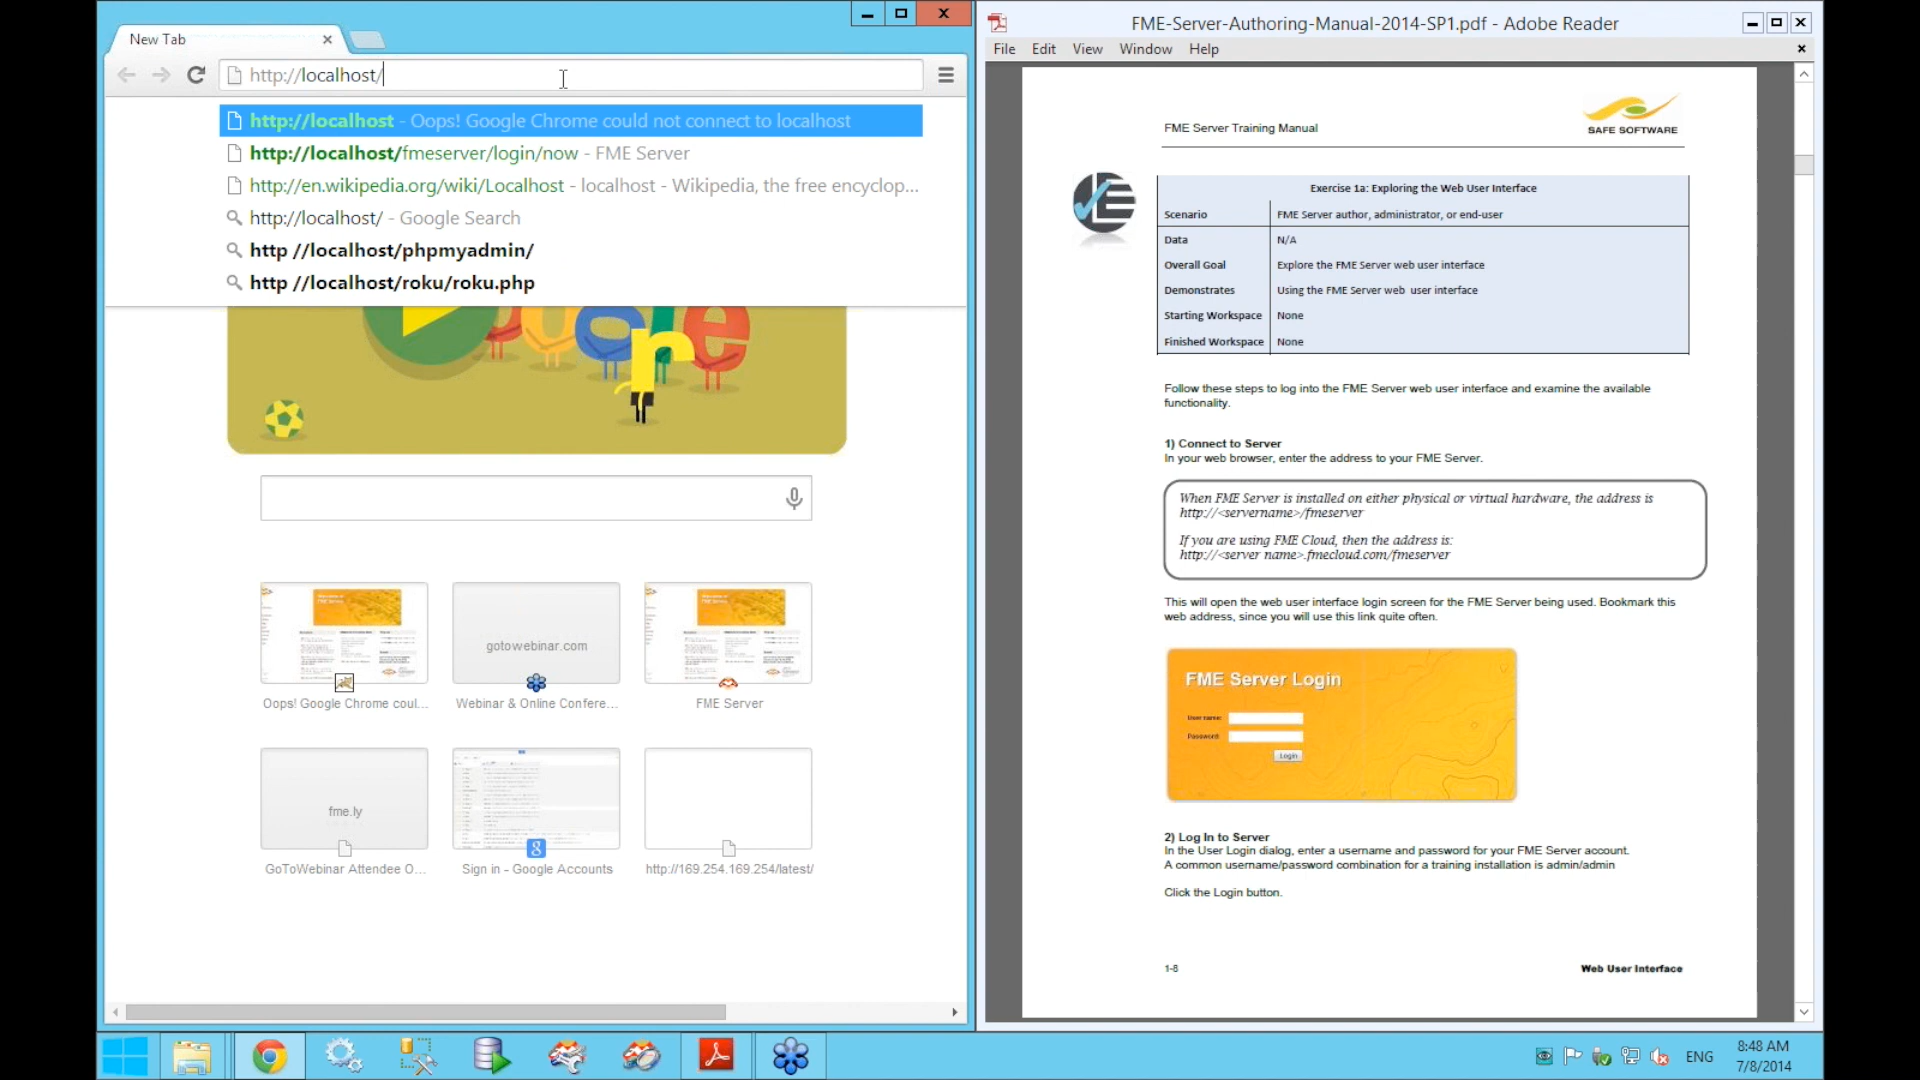 New Tab
http://localhost/
http://localhost - Oops! Google Chrome could not connect to localhost
http://localhost/fmeserver/login/now - FME Server
http://en.wikipedia.org/wiki/Localhost - localhost - Wikipedia, the free encyclop...
http://localhost/ - Google Search
http //localhost/phpmyadmin/
http //localhost/roku/roku.php
gotowebinar.com
Oops! Google Chrome coul...
Webinar & Online Confere...
FME Server
fme.ly
GoToWebinar Attendee O...
Sign in - Google Accounts
http://169.254.169.254/latest/
FME-Server-Authoring-Manual-2014-SP1.pdf - Adobe Reader
File Edit View Window Help
FME Server Training Manual
SAFE SOFTWARE
Exercise 1a: Exploring the Web User Interface
Scenario FME Server author, administrator, or end-user
Data N/A
Overall Goal Explore the FME Server web user interface
Demonstrates Using the FME Server web user interface
Starting Workspace None
Finished Workspace None
Follow these steps to log into the FME Server web user interface and examine the available
functionality.
1) Connect to Server
In your web browser, enter the address to your FME Server.
When FME Server is installed on either physical or virtual hardware, the address is
http://<servername>/fmeserver
If you are using FME Cloud, then the address is:
http://<server name>.fmecloud.com/fmeserver
This will open the web user interface login screen for the FME Server being used. Bookmark this
web address, since you will use this link quite often.
FME Server Login
User name:
Password:
Login
2) Log In to Server
In the User Login dialog, enter a username and password for your FME Server account.
A common username/password combination for a training installation is admin/admin
Click the Login button.
1-8 Web User Interface
ENG
8:48 AM
7/8/2014